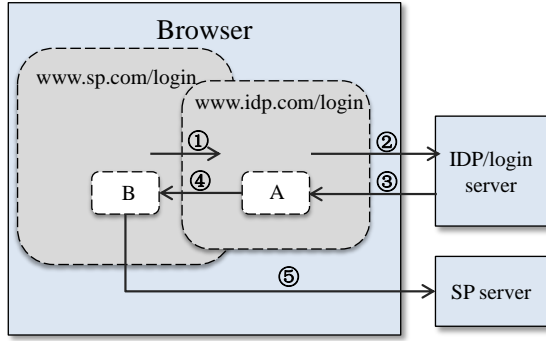 Browser
www.sp.com/login
www.idp.com/login
①
②
IDP/login
server
④
③
B
A
⑤
SP server